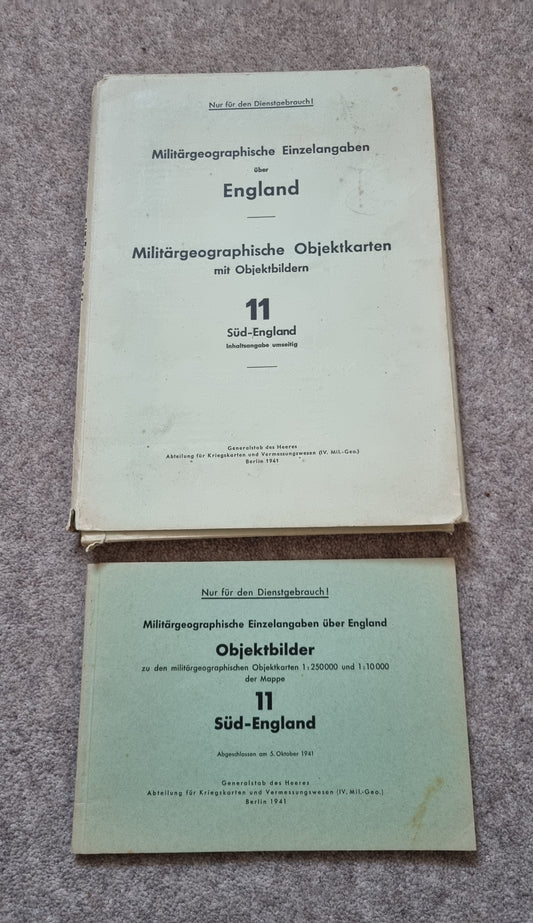 Nur für den Dienstgebrauch!
Militärgeographische Einzelangaben
über
England
Militärgeographische Objektkarten
mit Objektbildern
11
Süd-England
Inhaltsangabe umseitig
Generalstab des Heeres
Abteilung für Kriegskarten und Vermessungswesen (IV. Mil.-Geo.)
Berlin 1941
Nur für den Dienstgebrauch!
Militärgeographische Einzelangaben über England
Objektbilder
zu den militärgeographischen Objektkarten 1:250000 und 1:10000
der Mappe
11
Süd-England
Abgeschlossen am 5. Oktober 1941
Generalstab des Heeres
Abteilung für Kriegskarten und Vermessungswesen (IV. Mil.-Geo.)
Berlin 1941